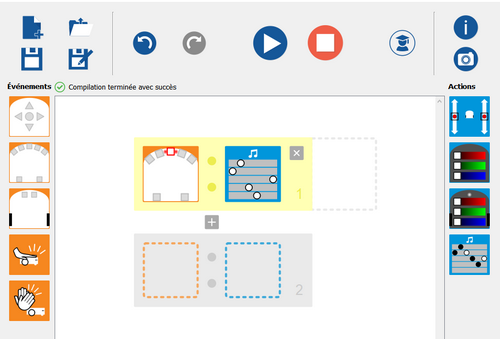 Événements
Compilation terminée avec succès
Actions
1
2